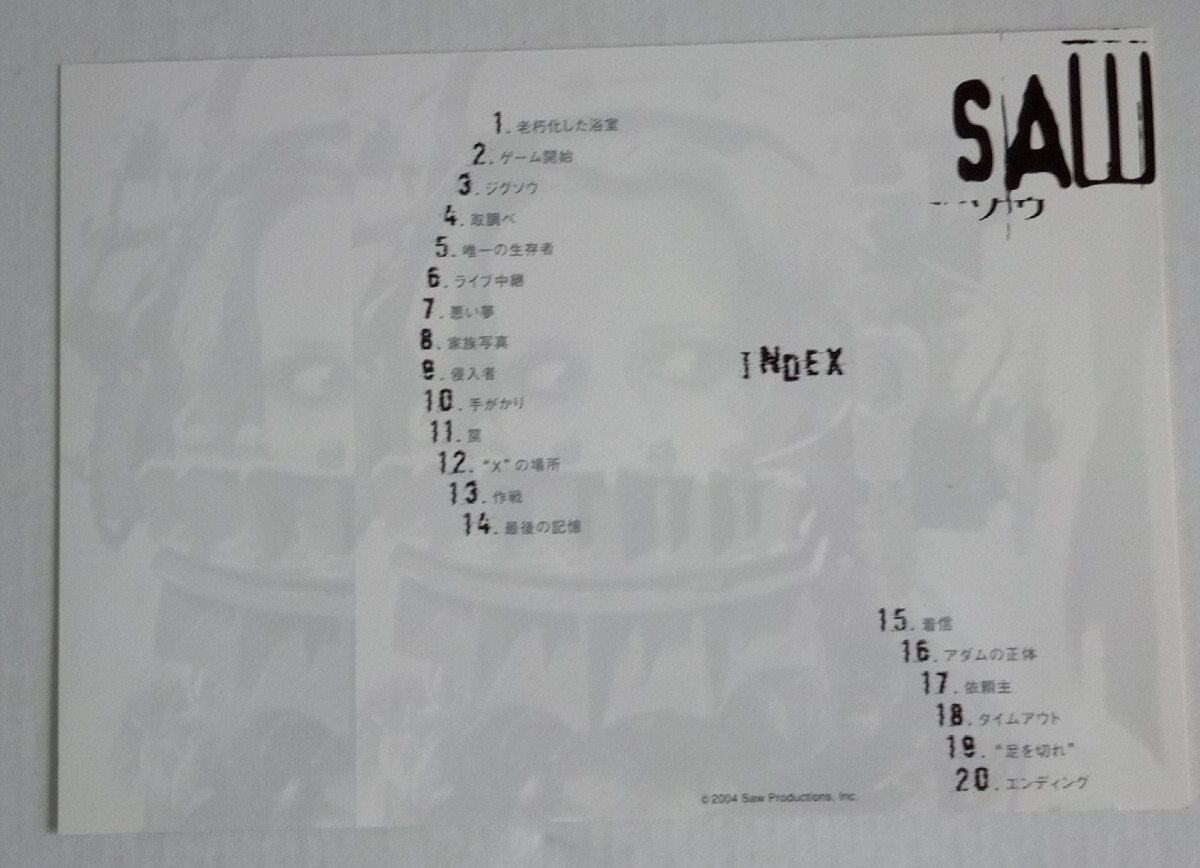 SAW
ソウ
INDEX
1. 老朽化した浴室
2. ゲーム開始
3. ジグソウ
4. 取調べ
5. 唯一の生存者
6. ライブ中継
7. 悪い夢
8. 家族写真
9. 侵入者
10. 手がかり
11. 罠
12. “X”の場所
13. 作戦
14. 最後の記憶
15. 着信
16. アダムの正体
17. 依頼主
18. タイムアウト
19. “足を切れ”
20. エンディング
© 2004 Saw Productions, Inc.